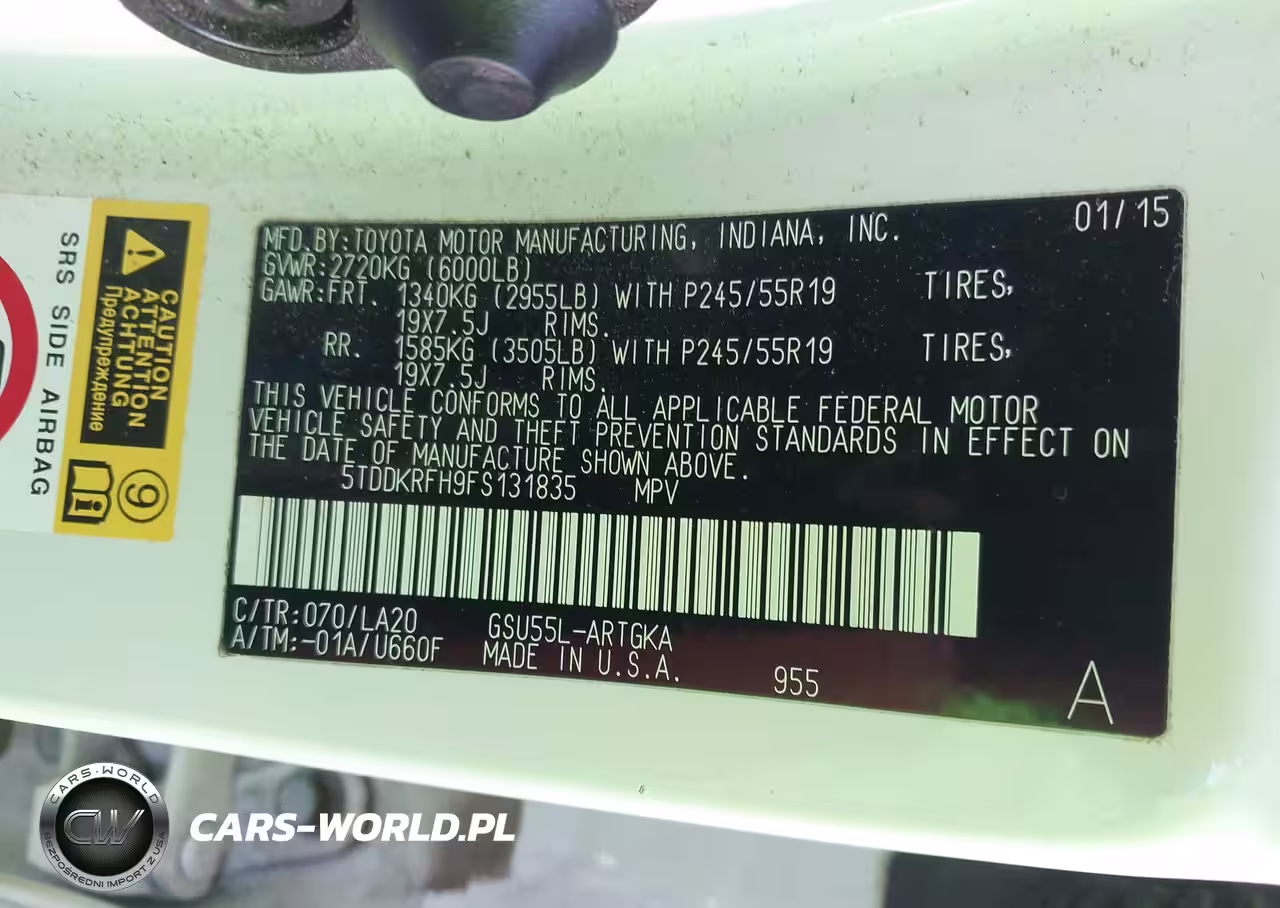 01/15
MFD.BY:TOYOTA MOTOR MANUFACTURING, INDIANA, INC.
GVWR:2720KG (6000LB)
GAWR:FRT. 1340KG (2955LB) WITH P245/55R19 TIRES,
19X7.5J RIMS.
RR. 1585KG (3505LB) WITH P245/55R19 TIRES,
19X7.5J RIMS.
THIS VEHICLE CONFORMS TO ALL APPLICABLE FEDERAL MOTOR
VEHICLE SAFETY AND THEFT PREVENTION STANDARDS IN EFFECT ON
THE DATE OF MANUFACTURE SHOWN ABOVE.
5TDDKRFH9FS131835 MPV
C/TR:070/LA20 GSU55L-ARTGKA
A/TM:-01A/U660F MADE IN U.S.A. 955
A
CAUTION
ATTENTION
ACHTUNG
Предупреждение
9
SRS SIDE AIRBAG
CARS-WORLD
CW
BEZPOŚREDNI IMPORT Z USA
CARS-WORLD.PL